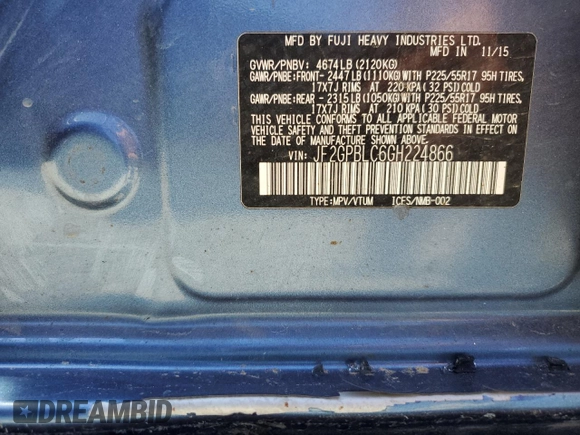 MFD BY FUJI HEAVY INDUSTRIES LTD.
MFD IN 11/15
GVWR/PNBV: 4674LB(2120KG)
GAWR/PNBE:FRONT-2447LB(1110KG)WITH P225/55R17 95H TIRES,
17X7J RIMS AT 220KPA(32 PSI)COLD
GAWR/PNBE:REAR -2315LB(1050KG)WITH P225/55R17 95H TIRES,
17X7J RIMS AT 210KPA(30 PSI)COLD
THIS VEHICLE CONFORMS TO ALL APPLICABLE FEDERAL MOTOR
VEHICLE SAFETY AND THEFT PREVENTION STANDARDS IN EFFECT ON
THE DATE OF MANUFACTURE SHOWN ABOVE.
VIN: JF2GPBLC6GH224866
TYPE:MPV/VTUM ICES/NMB-002
DREAMBID